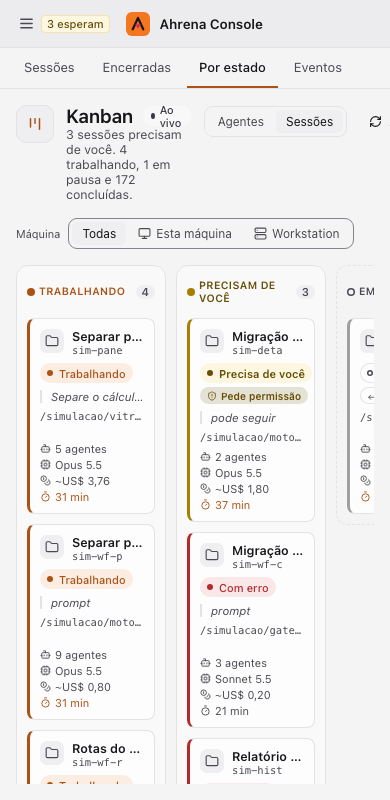 3 esperam
Ahrena Console
Sessões
Encerradas
Por estado
Eventos
Kanban
Ao vivo
3 sessões precisam
de você. 4
trabalhando, 1 em
pausa e 172
concluídas.
Agentes
Sessões
Máquina
Todas
Esta máquina
Workstation
TRABALHANDO
4
Separar p...
sim-pane
Trabalhando
Separe o cálcul...
/simulacao/vitr…
5 agentes
Opus 5.5
~US$ 3,76
31 min
Separar p...
sim-wf-p
Trabalhando
prompt
/simulacao/moto…
9 agentes
Opus 5.5
~US$ 0,80
31 min
Rotas do ...
sim-wf-r
Trabalhando
PRECISAM DE
VOCÊ
3
Migração ...
sim-deta
Precisa de você
Pede permissão
pode seguir
/simulacao/moto…
2 agentes
Opus 5.5
~US$ 1,80
37 min
Migração ...
sim-wf-c
Com erro
prompt
/simulacao/gate…
3 agentes
Sonnet 5.5
~US$ 0,20
21 min
Relatório ...
sim-hist
EM